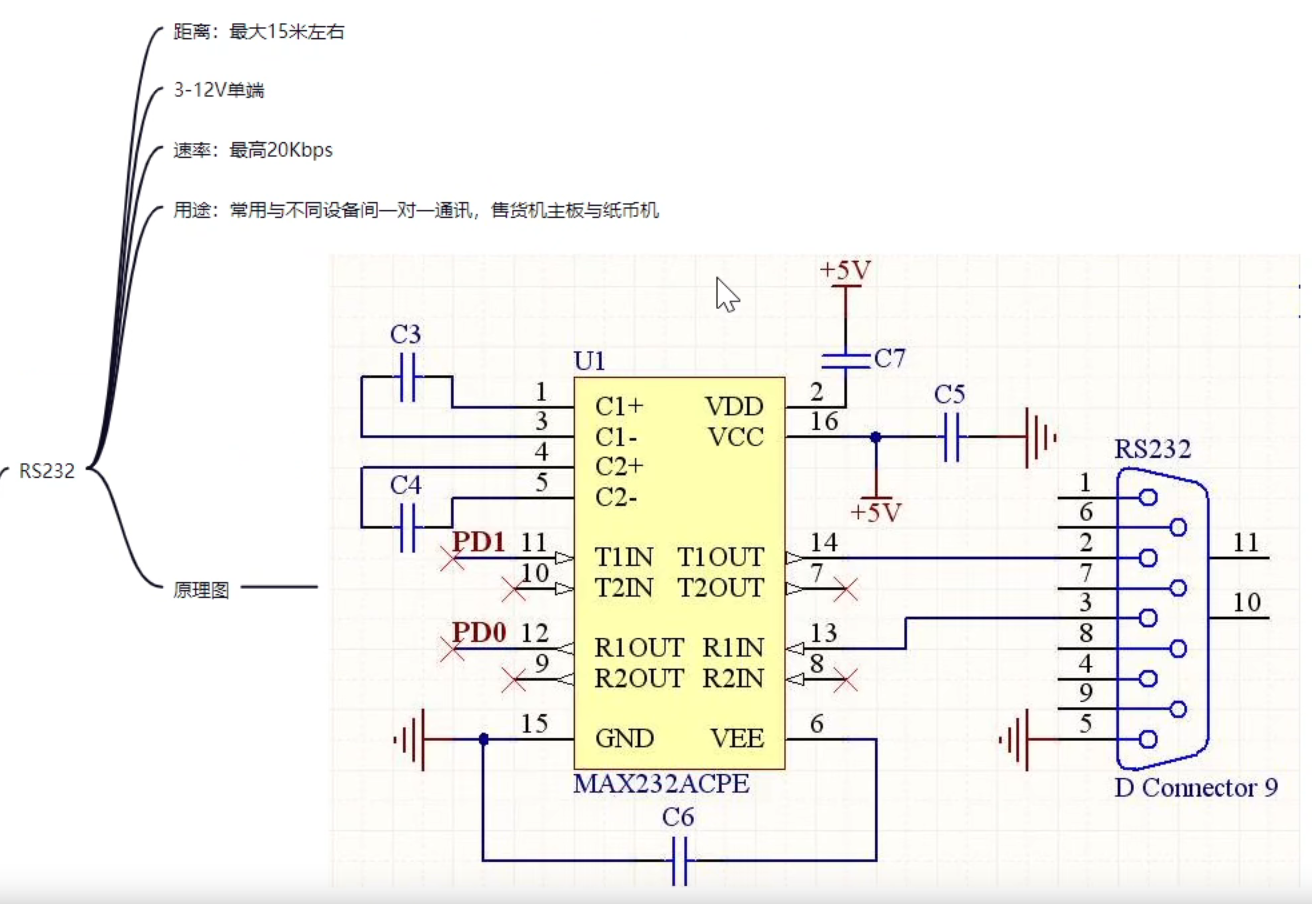 距离：最大15米左右
3-12V单端
速率：最高20Kbps
用途：常用与不同设备间一对一通讯，售货机主板与纸币机
RS232
原理图
+5V
C3
U1
C7
1 C1+ VDD 2
C5
3 C1- VCC 16
RS232
4 C2+
C4
5 C2-
+5V
1
6
PD1 11 T1IN T1OUT 14
2
11
10 T2IN T2OUT 7
7
3
10
PD0 12 R1OUT R1IN 13
8
9 R2OUT R2IN 8
4
9
15 GND VEE 6
5
MAX232ACPE
D Connector 9
C6